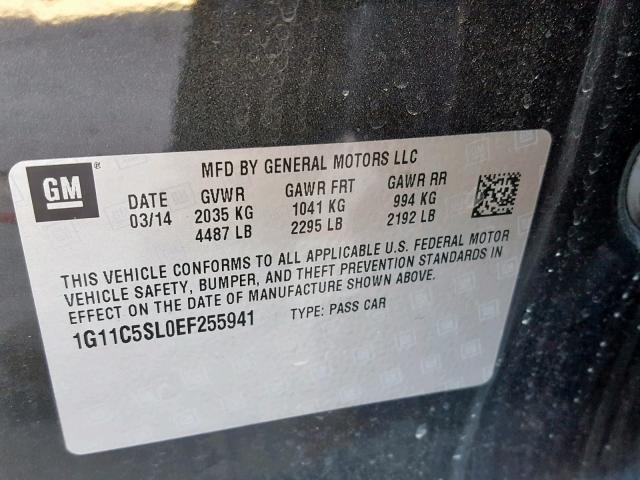 GM ®
MFD BY GENERAL MOTORS LLC
DATE GVWR GAWR FRT GAWR RR
03/14 2035 KG 1041 KG 994 KG
4487 LB 2295 LB 2192 LB
THIS VEHICLE CONFORMS TO ALL APPLICABLE U.S. FEDERAL MOTOR
VEHICLE SAFETY, BUMPER, AND THEFT PREVENTION STANDARDS IN
EFFECT ON THE DATE OF MANUFACTURE SHOWN ABOVE.
1G11C5SL0EF255941 TYPE: PASS CAR